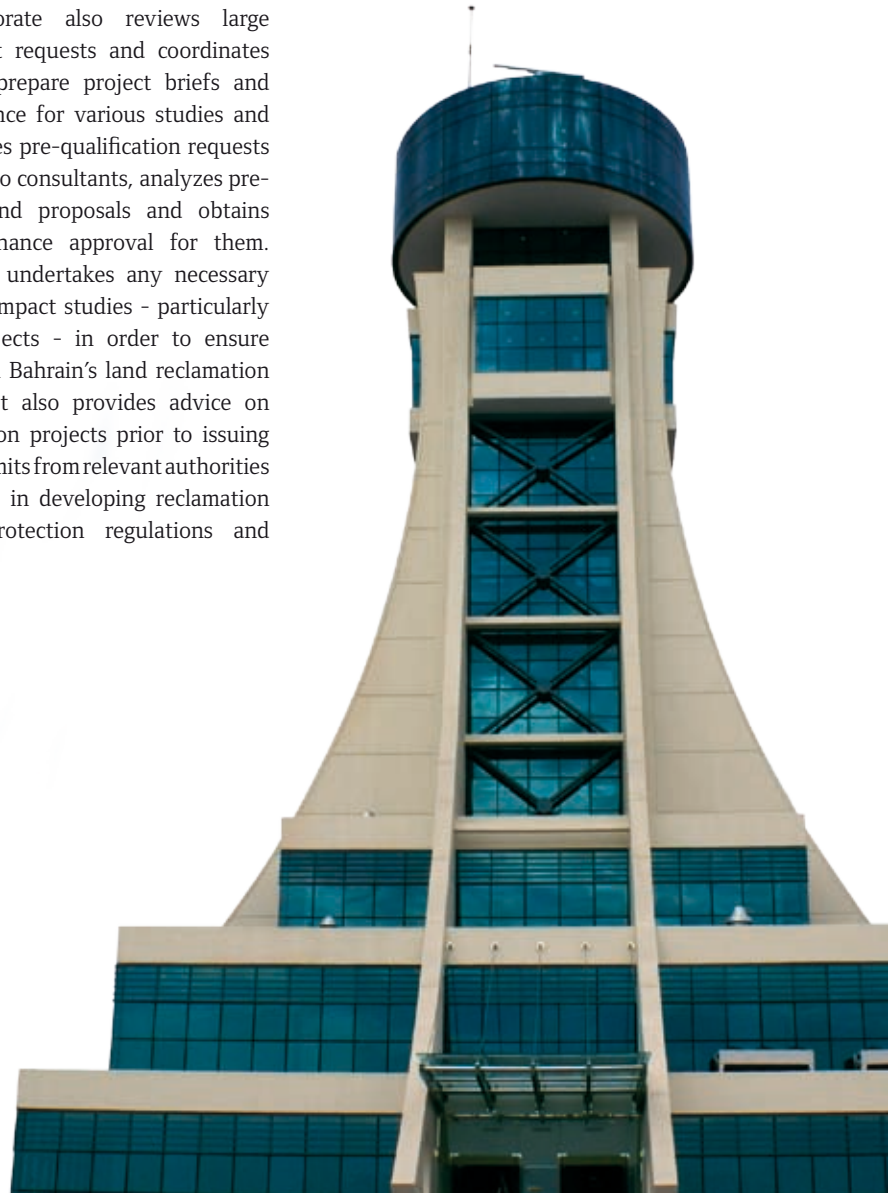 orate also reviews large
requests and coordinates
prepare project briefs and
nce for various studies and
es pre-qualification requests
o consultants, analyzes pre-
nd proposals and obtains
nance approval for them.
undertakes any necessary
mpact studies - particularly
ects - in order to ensure
Bahrain's land reclamation
t also provides advice on
on projects prior to issuing
mits from relevant authorities
in developing reclamation
rotection regulations and